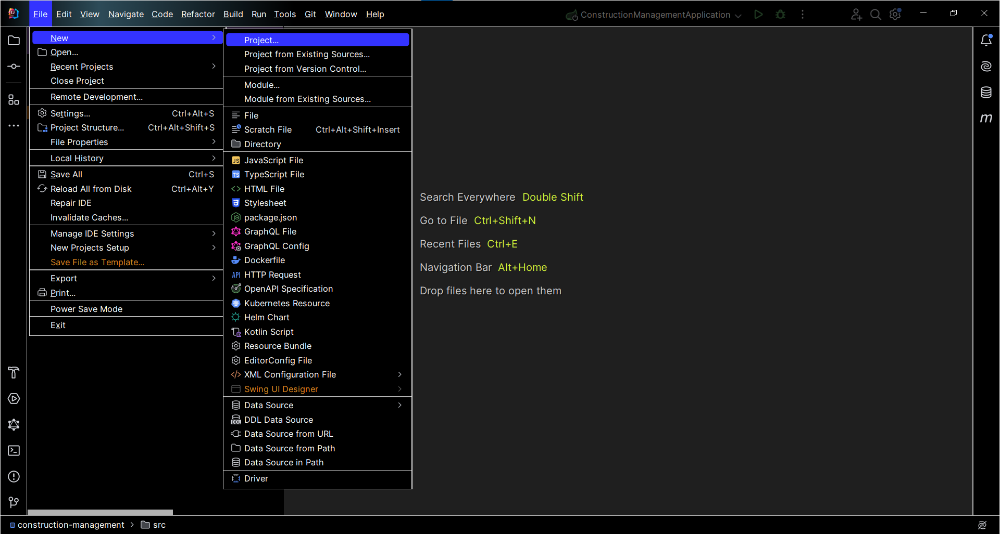 File Edit View Navigate Code Refactor Build Run Tools Git Window Help
ConstructionManagementApplication
New
Open...
Recent Projects
Close Project
Remote Development...
Settings... Ctrl+Alt+S
Project Structure... Ctrl+Alt+Shift+S
File Properties
Local History
Save All Ctrl+S
Reload All from Disk Ctrl+Alt+Y
Repair IDE
Invalidate Caches...
Manage IDE Settings
New Projects Setup
Save File as Template...
Export
Print...
Power Save Mode
Exit
Project...
Project from Existing Sources...
Project from Version Control...
Module...
Module from Existing Sources...
File
Scratch File Ctrl+Alt+Shift+Insert
Directory
JS JavaScript File
TS TypeScript File
HTML File
Stylesheet
package.json
GraphQL File
GraphQL Config
Dockerfile
API HTTP Request
OpenAPI Specification
Kubernetes Resource
Helm Chart
Kotlin Script
Resource Bundle
EditorConfig File
XML Configuration File
Swing UI Designer
Data Source
DDL DDL Data Source
Data Source from URL
Data Source from Path
Data Source in Path
Driver
Search Everywhere Double Shift
Go to File Ctrl+Shift+N
Recent Files Ctrl+E
Navigation Bar Alt+Home
Drop files here to open them
m
construction-management > src